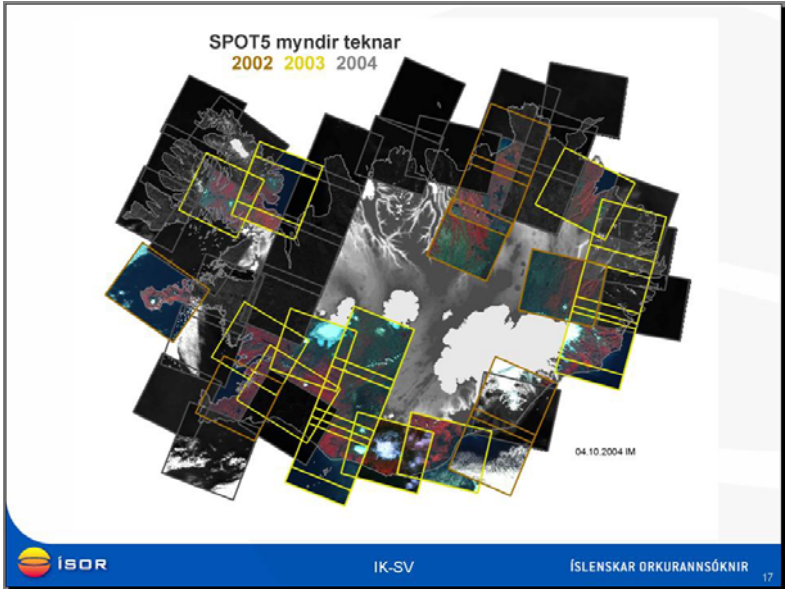 SPOT5 myndir teknar
2002 2003 2004
04.10.2004 IM
ÍSOR
IK-SV
ÍSLENSKAR ORKURANNSÓKNIR
17